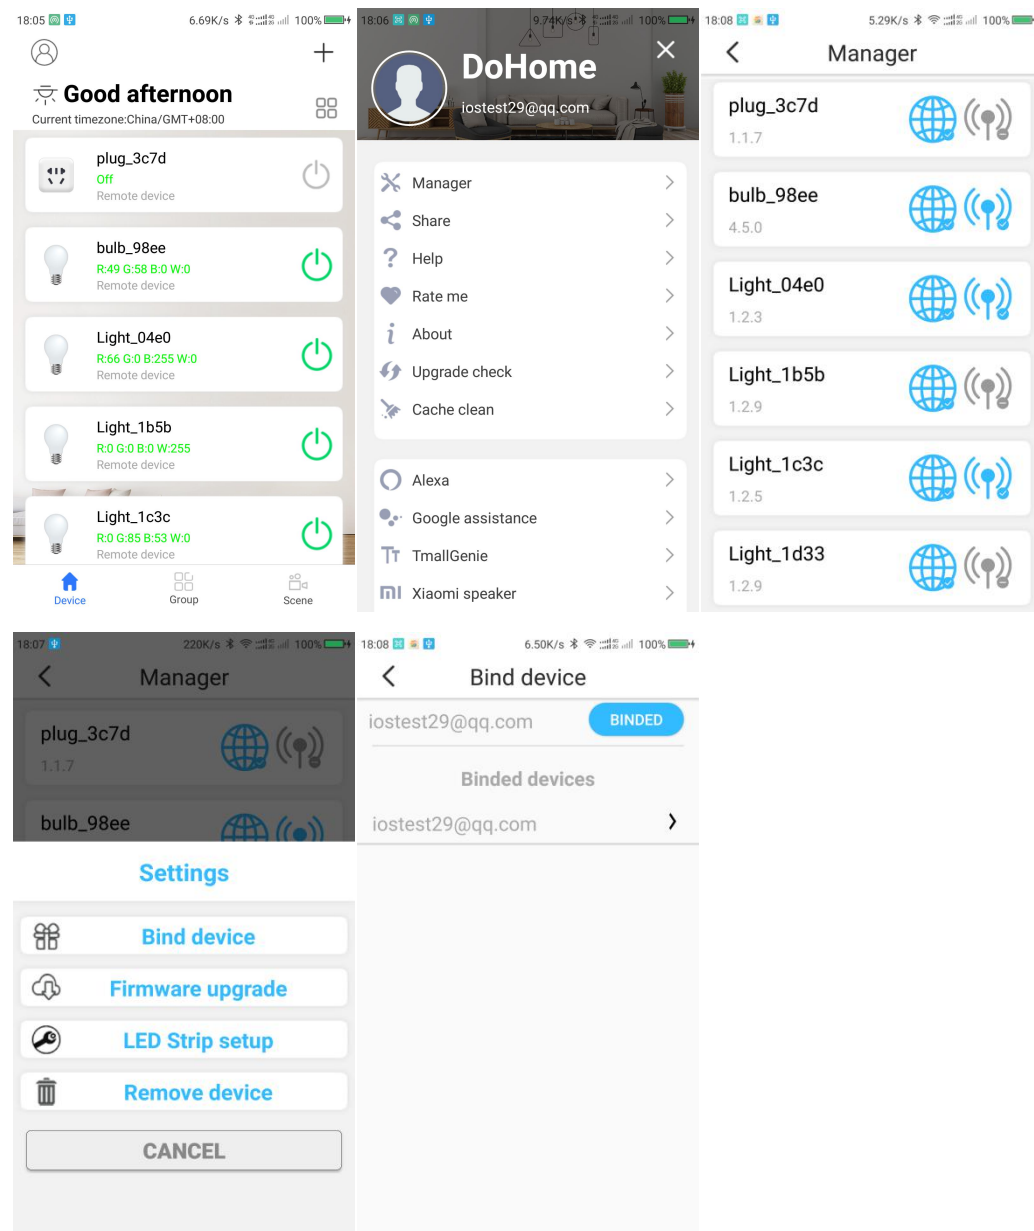 18:05
6.69K/s
100%
Good afternoon
Current timezone:China/GMT+08:00
plug_3c7d
Off
Remote device
bulb_98ee
R:49 G:58 B:0 W:0
Remote device
Light_04e0
R:66 G:0 B:255 W:0
Remote device
Light_1b5b
R:0 G:0 B:0 W:255
Remote device
Light_1c3c
R:0 G:85 B:53 W:0
Remote device
Device
Group
Scene
18:06
9.74K/s
100%
DoHome
iostest29@qq.com
Manager
Share
Help
Rate me
About
Upgrade check
Cache clean
Alexa
Google assistance
TmallGenie
Xiaomi speaker
18:08
5.29K/s
100%
Manager
plug_3c7d
1.1.7
bulb_98ee
4.5.0
Light_04e0
1.2.3
Light_1b5b
1.2.9
Light_1c3c
1.2.5
Light_1d33
1.2.9
18:07
220K/s
100%
Manager
plug_3c7d
1.1.7
bulb_98ee
Settings
Bind device
Firmware upgrade
LED Strip setup
Remove device
CANCEL
18:08
6.50K/s
100%
Bind device
iostest29@qq.com
BINDED
Binded devices
iostest29@qq.com